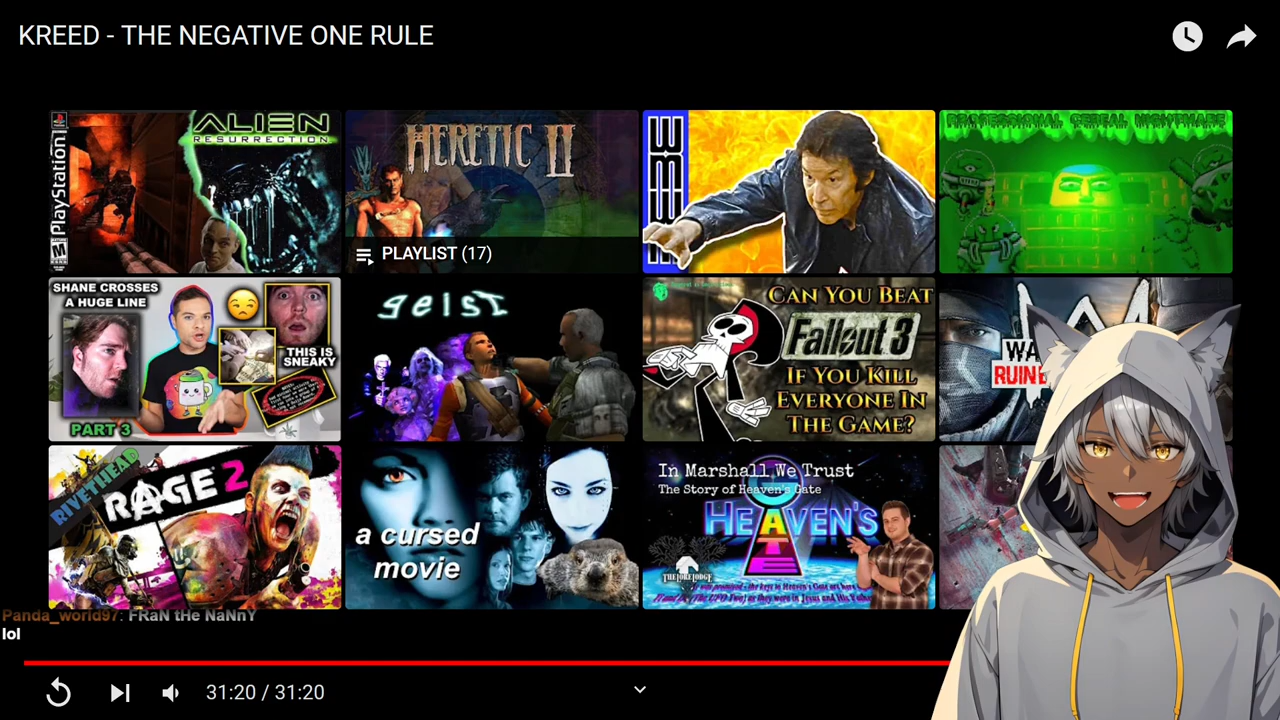 KREED - THE NEGATIVE ONE RULE
PlayStation
ALIEN
RESURRECTION
HERETIC II
PLAYLIST (17)
PROFESSIONAL CEREAL NIGHTMARE
SHANE CROSSES
A HUGE LINE
THIS IS
SNEAKY
PART 3
geist
CAN YOU BEAT
Fallout 3
IF YOU KILL
EVERYONE IN
THE GAME?
WA
RUINE
RIVETHEAD
RAGE 2
a cursed
movie
In Marshall We Trust
The Story of Heaven's Gate
HEAVEN'S
GATE
THELORELODGE
Panda_world97: FRaN tHe NaNnY
lol
31:20 / 31:20